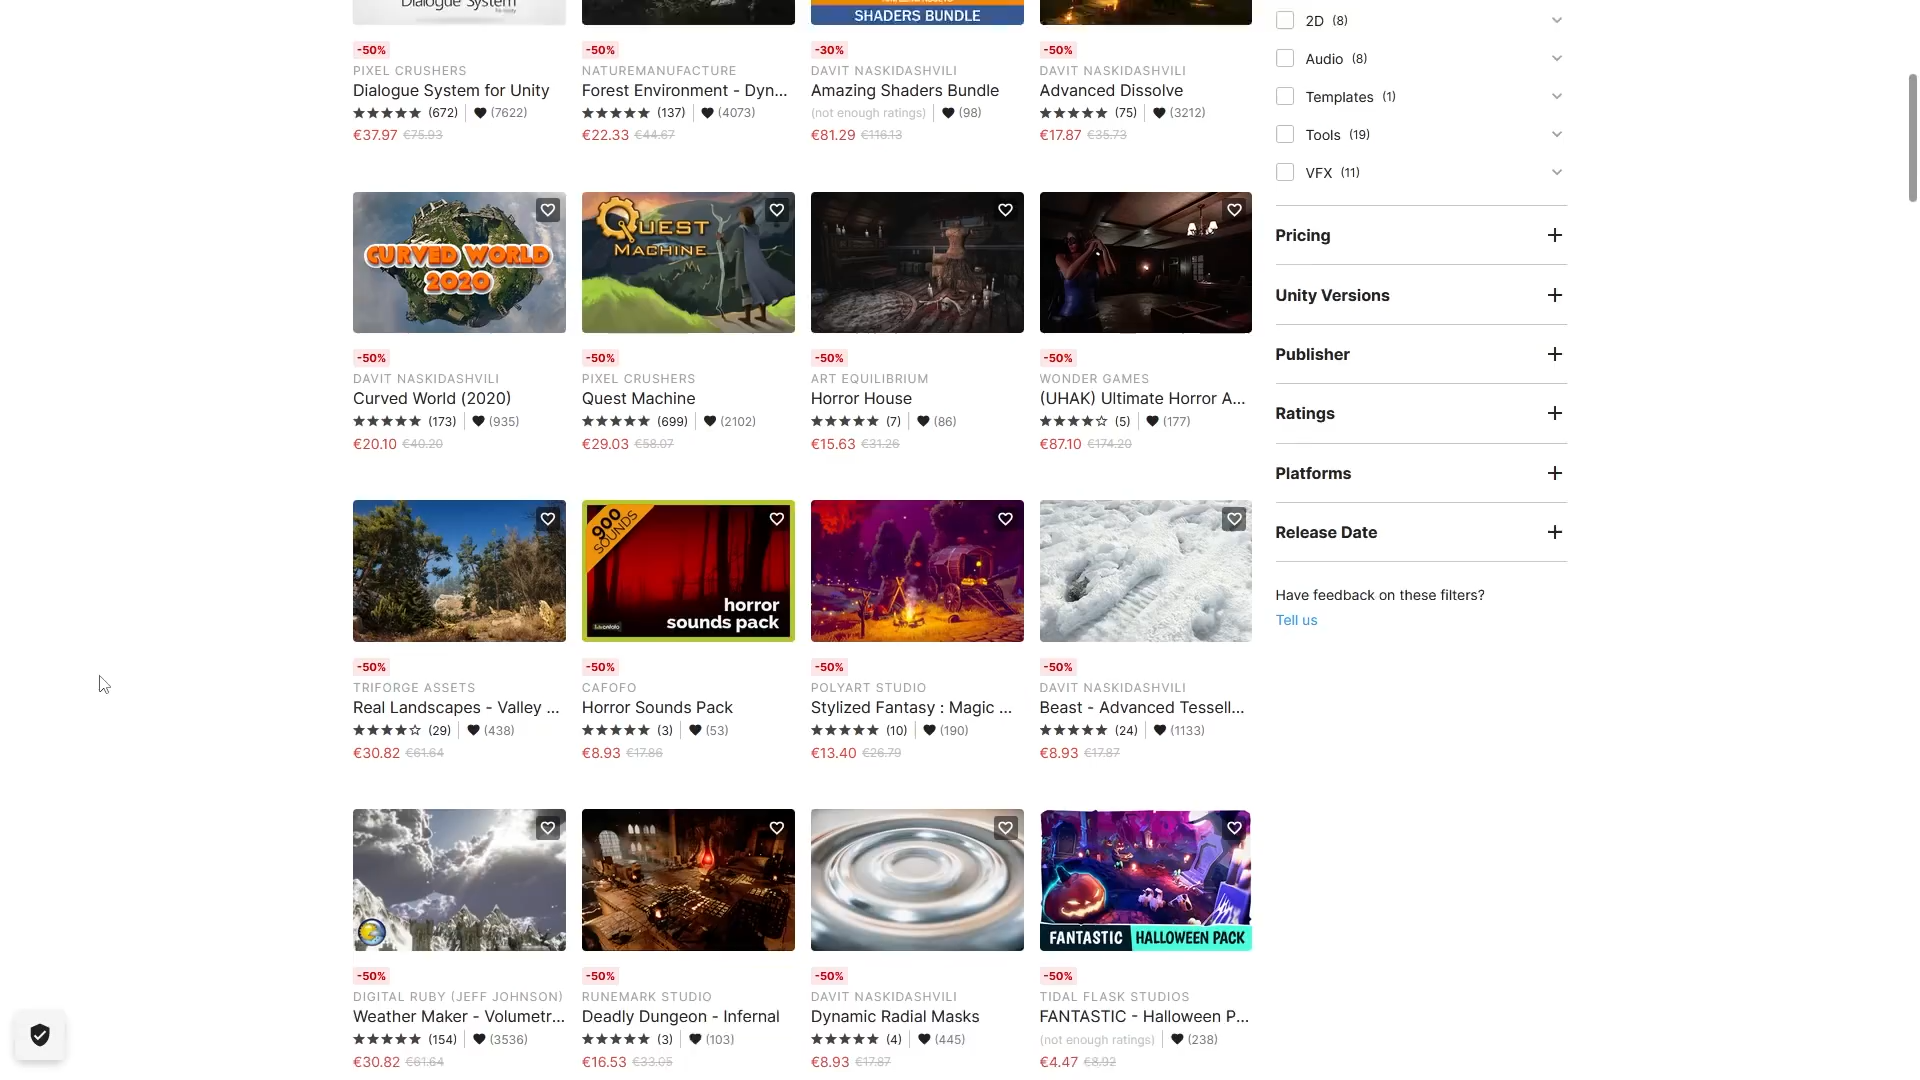 Dialogue System
SHADERS BUNDLE
-50%
PIXEL CRUSHERS
Dialogue System for Unity
(672) (7622)
€37.97 €75.93
-50%
NATUREMANUFACTURE
Forest Environment - Dyn...
(137) (4073)
€22.33 €44.67
-30%
DAVIT NASKIDASHVILI
Amazing Shaders Bundle
(not enough ratings) (98)
€81.29 €116.13
-50%
DAVIT NASKIDASHVILI
Advanced Dissolve
(75) (3212)
€17.87 €35.73
CURVED WORLD
2020
-50%
DAVIT NASKIDASHVILI
Curved World (2020)
(173) (935)
€20.10 €40.20
QUEST
MACHINE
-50%
PIXEL CRUSHERS
Quest Machine
(699) (2102)
€29.03 €58.07
-50%
ART EQUILIBRIUM
Horror House
(7) (86)
€15.63 €31.26
-50%
WONDER GAMES
(UHAK) Ultimate Horror A...
(5) (177)
€87.10 €174.20
-50%
TRIFORGE ASSETS
Real Landscapes - Valley ...
(29) (438)
€30.82 €61.64
900
SOUNDS
horror
sounds pack
-50%
CAFOFO
Horror Sounds Pack
(3) (53)
€8.93 €17.86
-50%
POLYART STUDIO
Stylized Fantasy : Magic ...
(10) (190)
€13.40 €26.79
-50%
DAVIT NASKIDASHVILI
Beast - Advanced Tessell...
(24) (1133)
€8.93 €17.87
-50%
DIGITAL RUBY (JEFF JOHNSON)
Weather Maker - Volumetr...
(154) (3536)
€30.82 €61.64
-50%
RUNEMARK STUDIO
Deadly Dungeon - Infernal
(3) (103)
€16.53 €33.05
-50%
DAVIT NASKIDASHVILI
Dynamic Radial Masks
(4) (445)
€8.93 €17.87
FANTASTIC HALLOWEEN PACK
-50%
TIDAL FLASK STUDIOS
FANTASTIC - Halloween P...
(not enough ratings) (238)
€4.47 €8.92
2D (8)
Audio (8)
Templates (1)
Tools (19)
VFX (11)
Pricing
Unity Versions
Publisher
Ratings
Platforms
Release Date
Have feedback on these filters?
Tell us